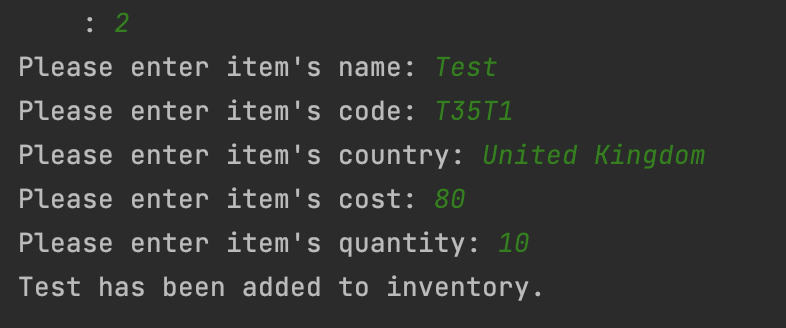 : 2
Please enter item's name: Test
Please enter item's code: T35T1
Please enter item's country: United Kingdom
Please enter item's cost: 80
Please enter item's quantity: 10
Test has been added to inventory.